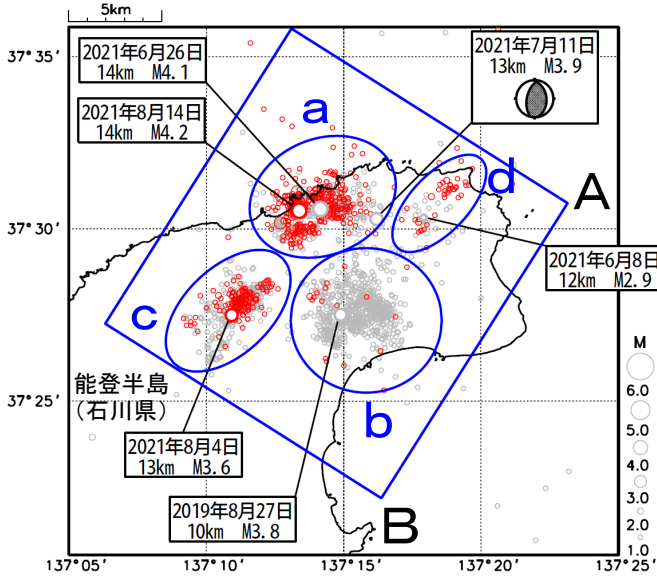 5km
37°35′
37°30′
37°25′
2021年6月26日
14km M4.1
2021年8月14日
14km M4.2
2021年7月11日
13km M3.9
a
d
A
2021年6月8日
12km M2.9
c
能登半島
（石川県）
b
2021年8月4日
13km M3.6
2019年8月27日
10km M3.8
B
M
6.0
5.0
4.0
3.0
2.0
1.0
137°05′
137°10′
137°15′
137°20′
137°25′